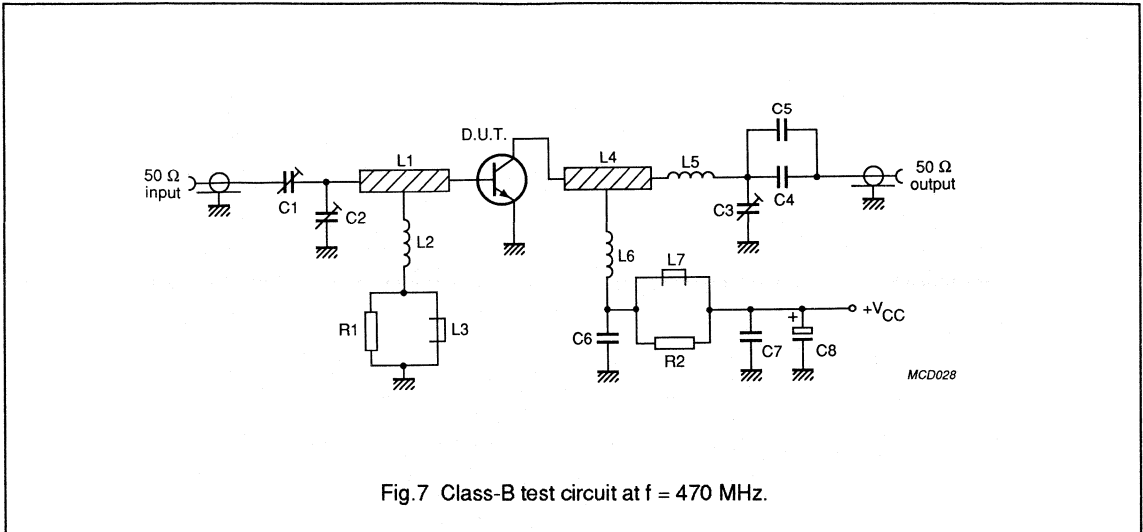 C5
D.U.T.
50 Ω
input
L1
L4
L5
50 Ω
output
C1
C2
C3
C4
L2
L6
L7
R1
L3
C6
R2
+
+VCC
C7
C8
MCD028
Fig.7 Class-B test circuit at f = 470 MHz.